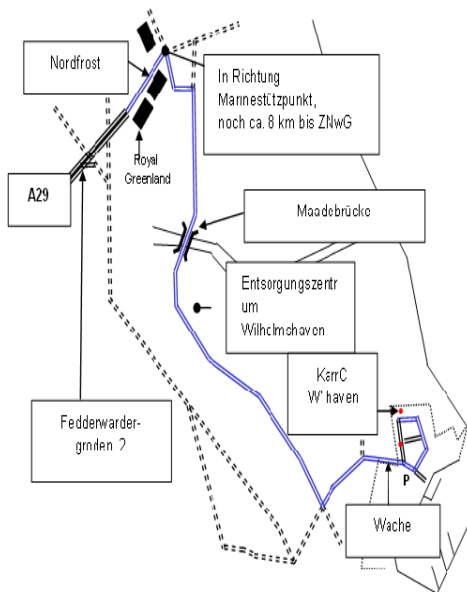 Nordfrost
In Richtung
Marinestützpunkt,
noch ca. 8 km bis ZNwG
Royal
Greenland
A29
Maadebrücke
Entsorgungszentr
um
Wilhelmshaven
KarrC
W'haven
Fedderwarder-
groden 2
P
Wache